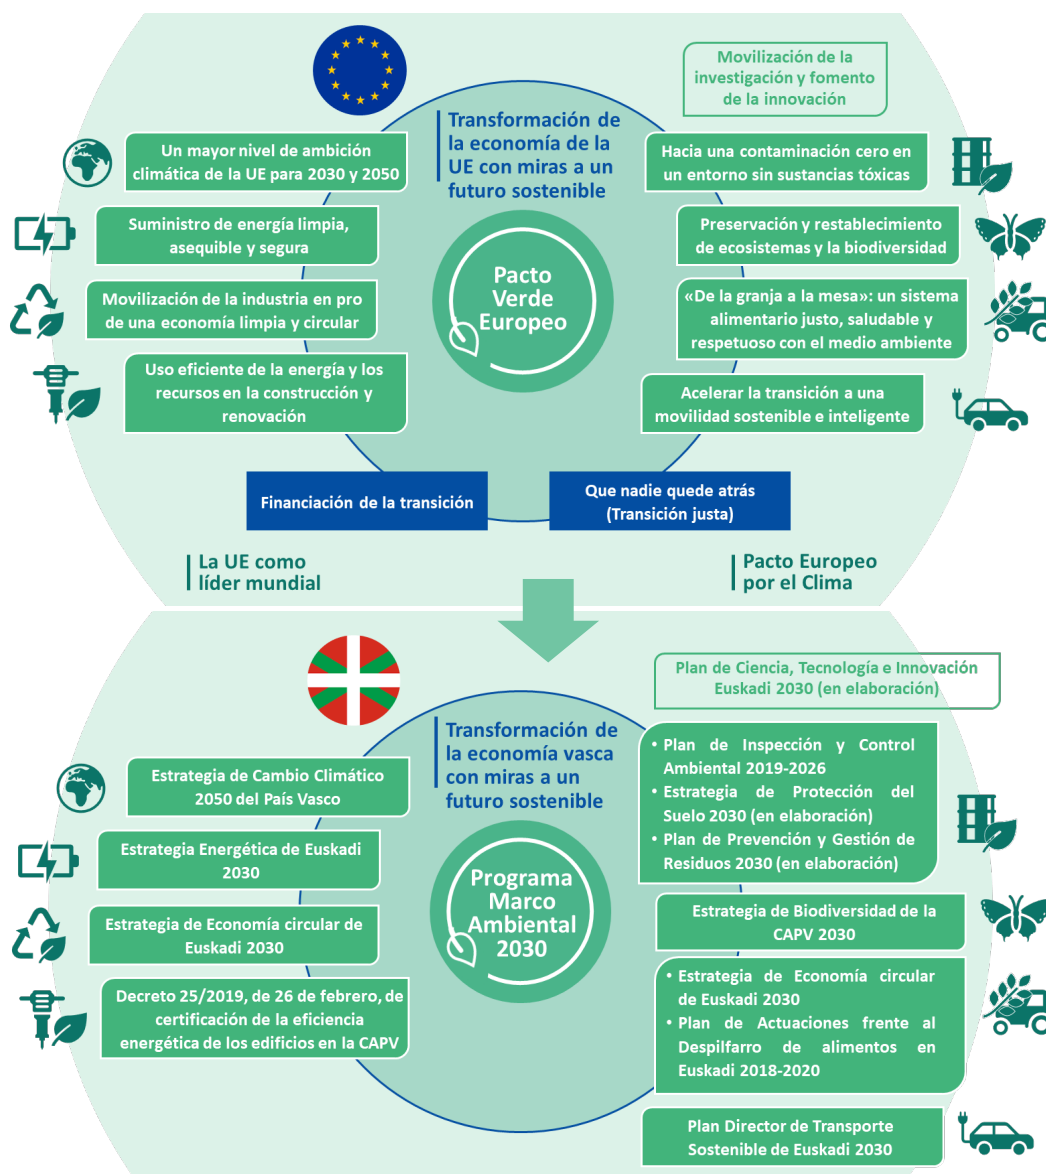 Movilización de la
investigación y fomento
de la innovación
Transformación de
la economía de la
UE con miras a un
futuro sostenible
Un mayor nivel de ambición
climática de la UE para 2030 y 2050
Suministro de energía limpia,
asequible y segura
Movilización de la industria en pro
de una economía limpia y circular
Uso eficiente de la energía y los
recursos en la construcción y
renovación
Pacto
Verde
Europeo
Hacia una contaminación cero en
un entorno sin sustancias tóxicas
Preservación y restablecimiento
de ecosistemas y la biodiversidad
«De la granja a la mesa»: un sistema
alimentario justo, saludable y
respetuoso con el medio ambiente
Acelerar la transición a una
movilidad sostenible e inteligente
Financiación de la transición
Que nadie quede atrás
(Transición justa)
La UE como
líder mundial
Pacto Europeo
por el Clima
Plan de Ciencia, Tecnología e Innovación
Euskadi 2030 (en elaboración)
Transformación de
la economía vasca
con miras a un
futuro sostenible
Estrategia de Cambio Climático
2050 del País Vasco
Estrategia Energética de Euskadi
2030
Estrategia de Economía circular de
Euskadi 2030
Decreto 25/2019, de 26 de febrero, de
certificación de la eficiencia
energética de los edificios en la CAPV
Programa
Marco
Ambiental
2030
• Plan de Inspección y Control
Ambiental 2019-2026
• Estrategia de Protección del
Suelo 2030 (en elaboración)
• Plan de Prevención y Gestión de
Residuos 2030 (en elaboración)
Estrategia de Biodiversidad de la
CAPV 2030
• Estrategia de Economía circular
de Euskadi 2030
• Plan de Actuaciones frente al
Despilfarro de alimentos en
Euskadi 2018-2020
Plan Director de Transporte
Sostenible de Euskadi 2030